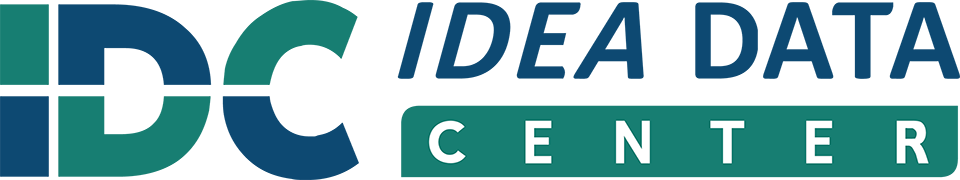 IDC
IDEA DATA
CENTER